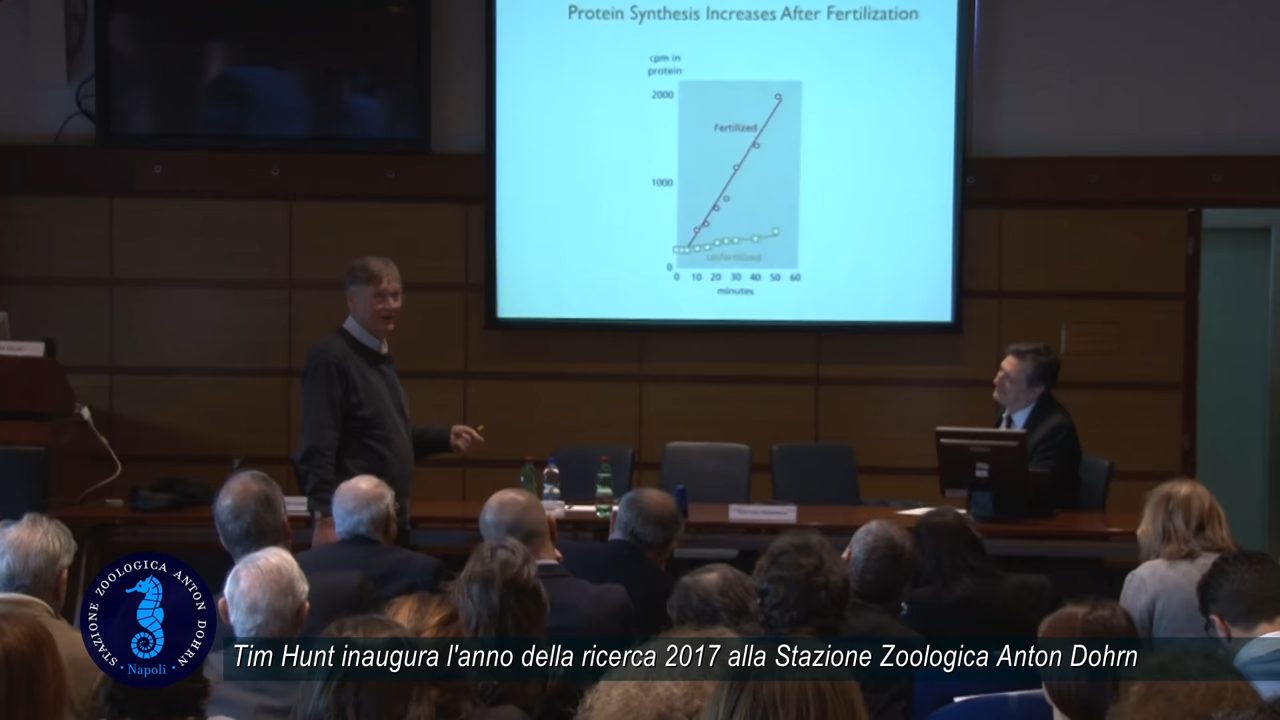 Protein Synthesis Increases After Fertilization
cpm in
protein
2000
Fertilized
1000
Unfertilized
0
0 10 20 30 40 50 60
minutes
STAZIONE ZOOLOGICA ANTON DOHRN
• Napoli •
Tim Hunt inaugura l'anno della ricerca 2017 alla Stazione Zoologica Anton Dohrn